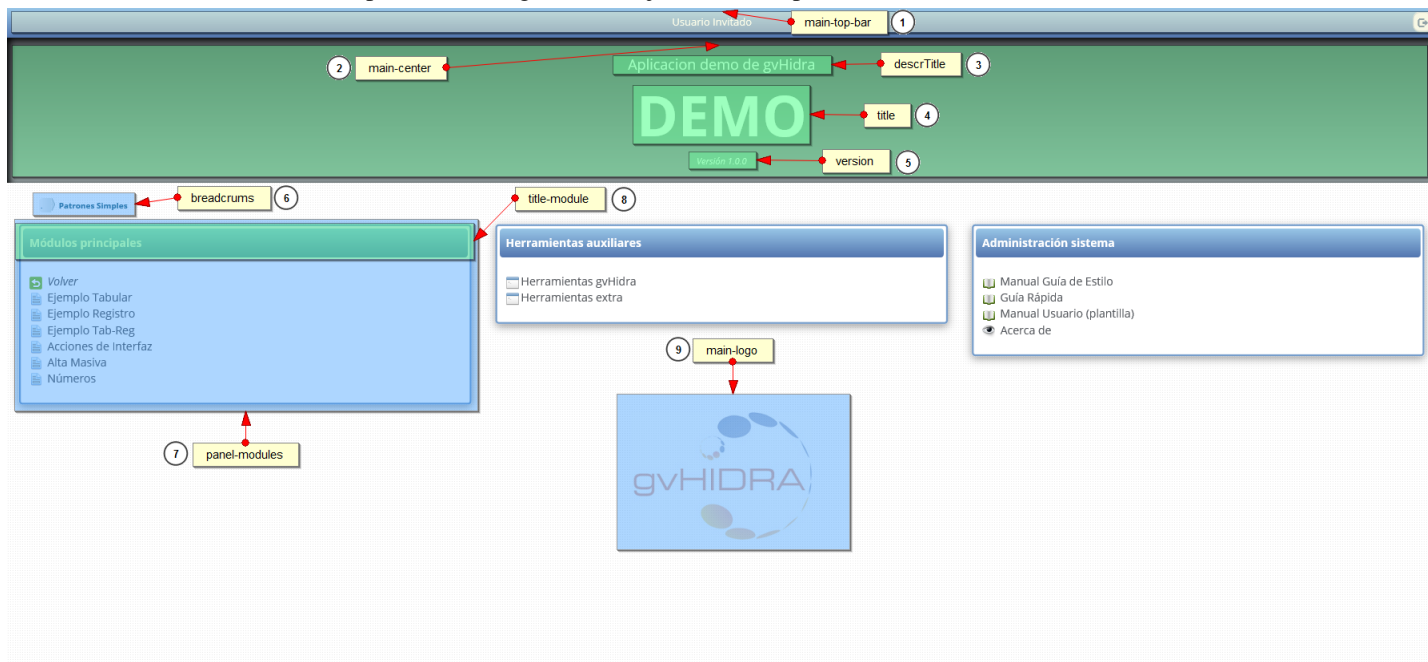 Usuario Invitado
main-top-bar
1
2
main-center
Aplicacion demo de gvHidra
descrTitle
3
DEMO
title
4
Versión 1.0.0
version
5
Patrones Simples
breadcrums
6
title-module
8
Módulos principales
Volver
Ejemplo Tabular
Ejemplo Registro
Ejemplo Tab-Reg
Acciones de Interfaz
Alta Masiva
Números
Herramientas auxiliares
Herramientas gvHidra
Herramientas extra
Administración sistema
Manual Guía de Estilo
Guía Rápida
Manual Usuario (plantilla)
Acerca de
9
main-logo
7
panel-modules
gvHIDRA